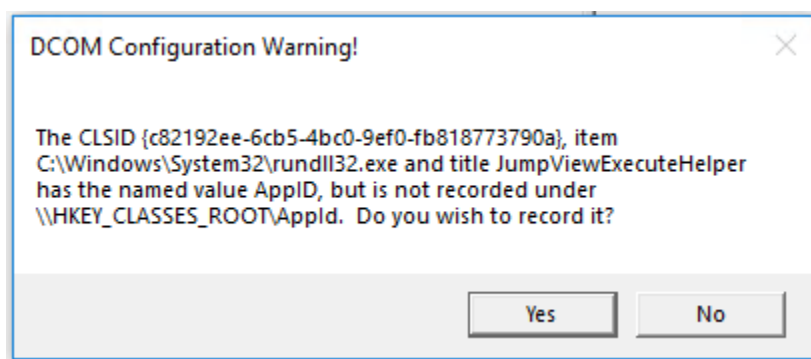 DCOM Configuration Warning!
The CLSID {c82192ee-6cb5-4bc0-9ef0-fb818773790a}, item
C:\Windows\System32\rundll32.exe and title JumpViewExecuteHelper
has the named value AppID, but is not recorded under
\\HKEY_CLASSES_ROOT\AppId.  Do you wish to record it?
Yes
No